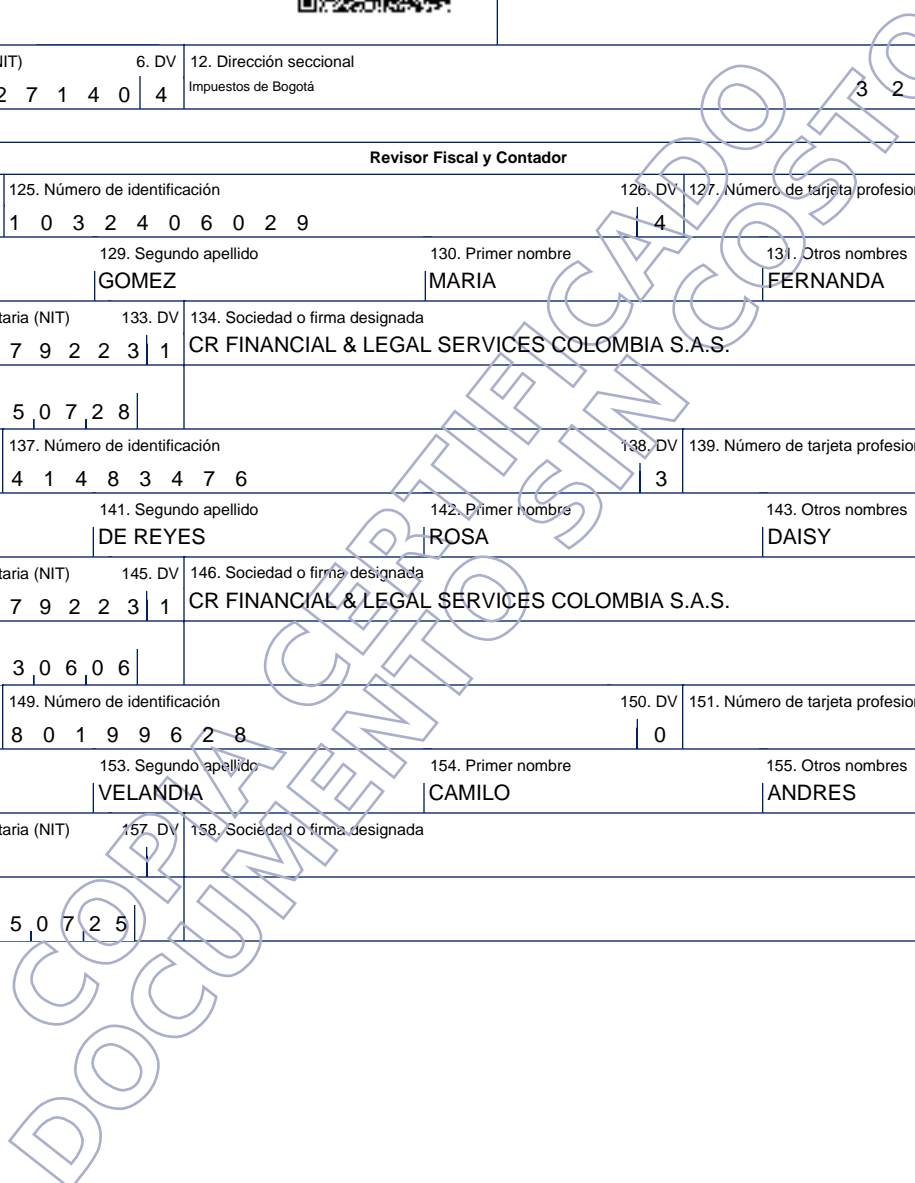 NIT) 6. DV 12. Dirección seccional
2 7 1 4 0 4 Impuestos de Bogotá 3 2
Revisor Fiscal y Contador
125. Número de identificación 126. DV 127. Número de tarjeta profesion
1 0 3 2 4 0 6 0 2 9 4
129. Segundo apellido 130. Primer nombre 131. Otros nombres
GOMEZ MARIA FERNANDA
taria (NIT) 133. DV 134. Sociedad o firma designada
7 9 2 2 3 1 CR FINANCIAL & LEGAL SERVICES COLOMBIA S.A.S.
5 0 7 2 8
137. Número de identificación 138. DV 139. Número de tarjeta profesion
4 1 4 8 3 4 7 6 3
141. Segundo apellido 142. Primer nombre 143. Otros nombres
DE REYES ROSA DAISY
taria (NIT) 145. DV 146. Sociedad o firma designada
7 9 2 2 3 1 CR FINANCIAL & LEGAL SERVICES COLOMBIA S.A.S.
3 0 6 0 6
149. Número de identificación 150. DV 151. Número de tarjeta profesion
8 0 1 9 9 6 2 8 0
153. Segundo apellido 154. Primer nombre 155. Otros nombres
VELANDIA CAMILO ANDRES
taria (NIT) 157. DV 158. Sociedad o firma designada
5 0 7 2 5
COPIA CERTIFICADO
DOCUMENTO SIN COSTO